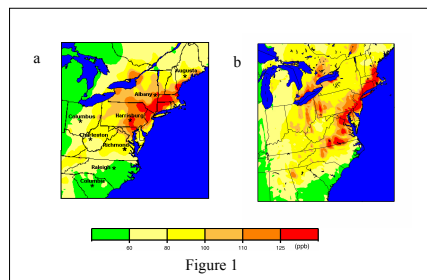 a
b
Augusta
Albany
Columbus
Harrisburg
Charleston
Richmond
Raleigh
Columbia
60 80 100 110 125 (ppb)
Figure 1